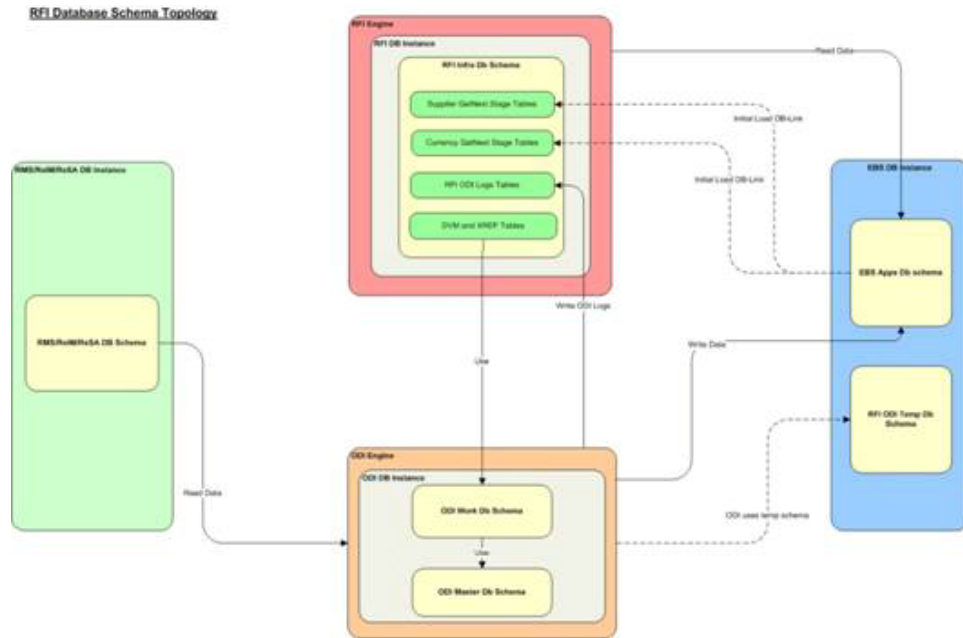 RFI Database Schema Topology
RFI Engine
RFI DB Instance
RFI Infra Db Schema
Supplier GetNext Stage Tables
Currency GetNext Stage Tables
RFI ODI Logs Tables
DVM and XREF Tables
Read Data
Initial Load DB-Link
Initial Load DB-Link
RMS/ReIM/ReSA DB Instance
RMS/ReIM/ReSA DB Schema
EBS DB Instance
EBS Apps Db schema
RFI ODI Temp Db
Schema
Write ODI Logs
Write Data
Use
ODI Engine
ODI DB Instance
ODI Work Db Schema
Use
ODI Master Db Schema
Read Data
ODI uses temp schema